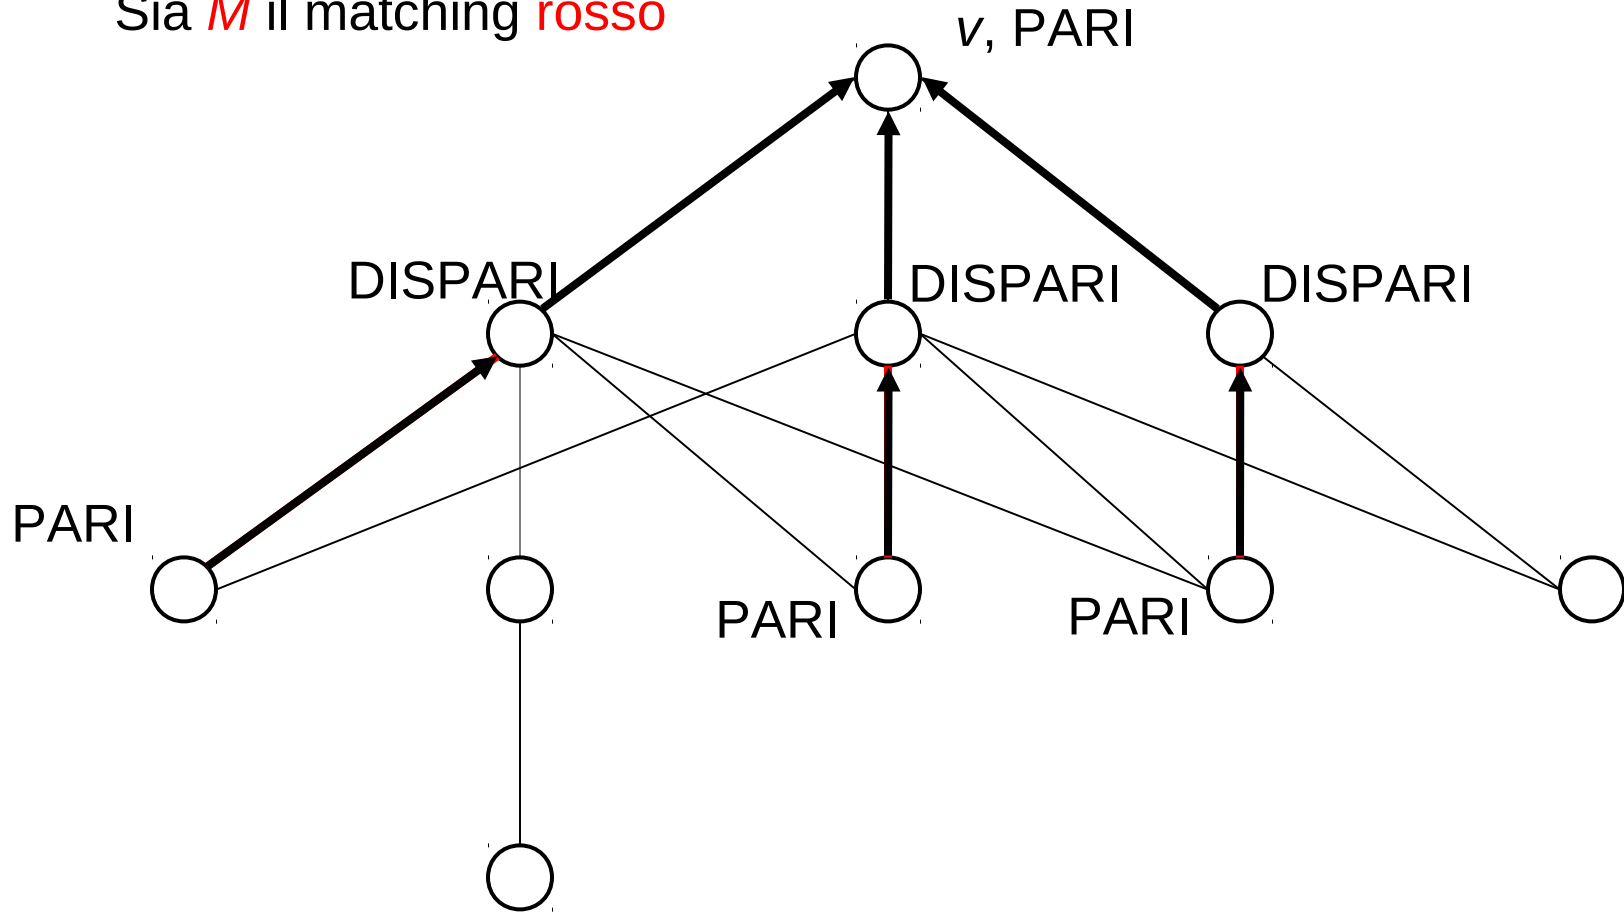 Sia M il matching rosso
v, PARI
DISPARI
DISPARI
DISPARI
PARI
PARI
PARI